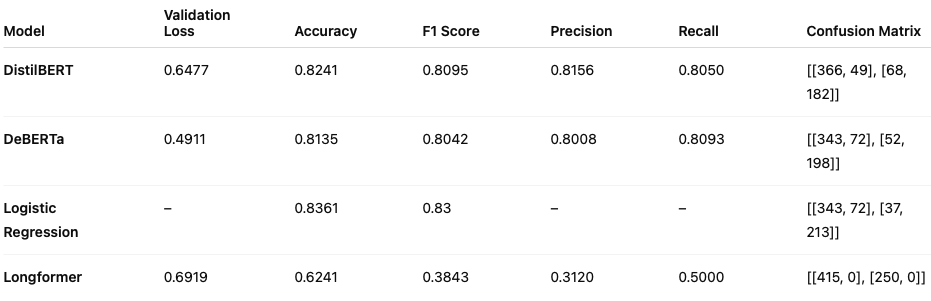 Model Validation Loss Accuracy F1 Score Precision Recall Confusion Matrix
DistilBERT 0.6477 0.8241 0.8095 0.8156 0.8050 [[366, 49], [68, 182]]
DeBERTa 0.4911 0.8135 0.8042 0.8008 0.8093 [[343, 72], [52, 198]]
Logistic Regression – 0.8361 0.83 – – [[343, 72], [37, 213]]
Longformer 0.6919 0.6241 0.3843 0.3120 0.5000 [[415, 0], [250, 0]]